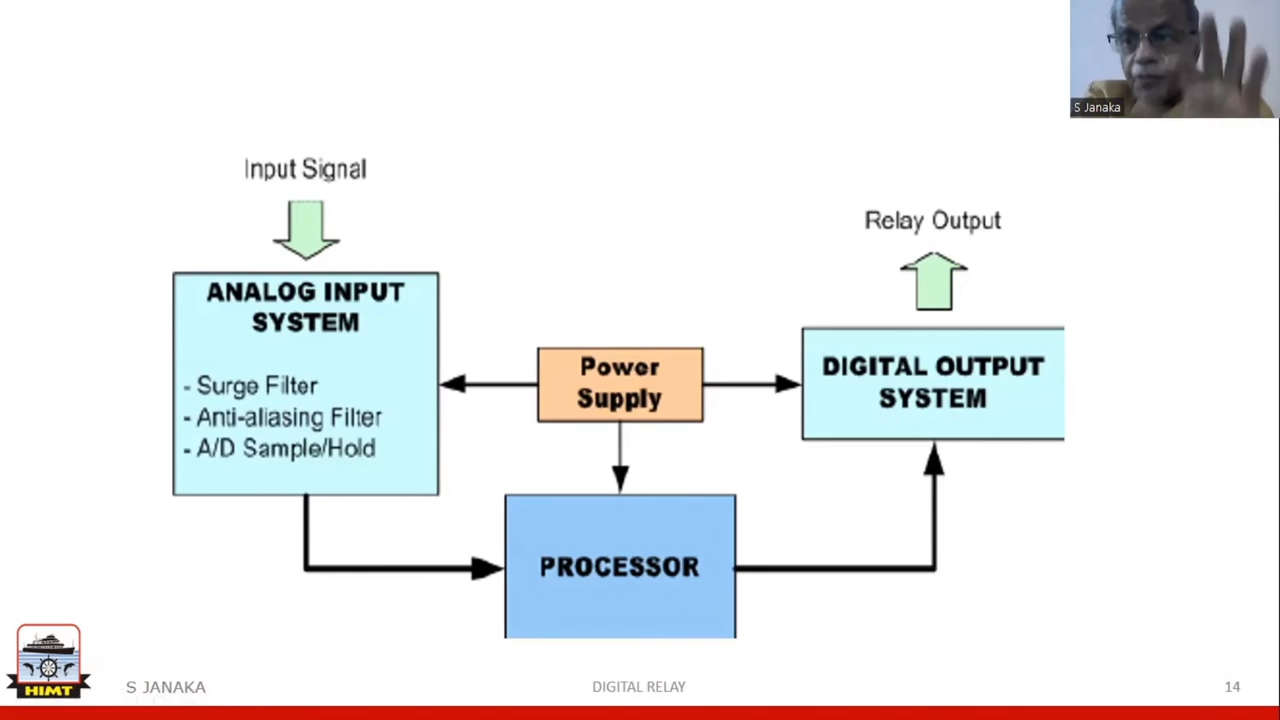 S Janaka
Input Signal
Relay Output
ANALOG INPUT
SYSTEM
- Surge Filter
- Anti-aliasing Filter
- A/D Sample/Hold
Power
Supply
DIGITAL OUTPUT
SYSTEM
PROCESSOR
HIMT
S JANAKA
DIGITAL RELAY
14